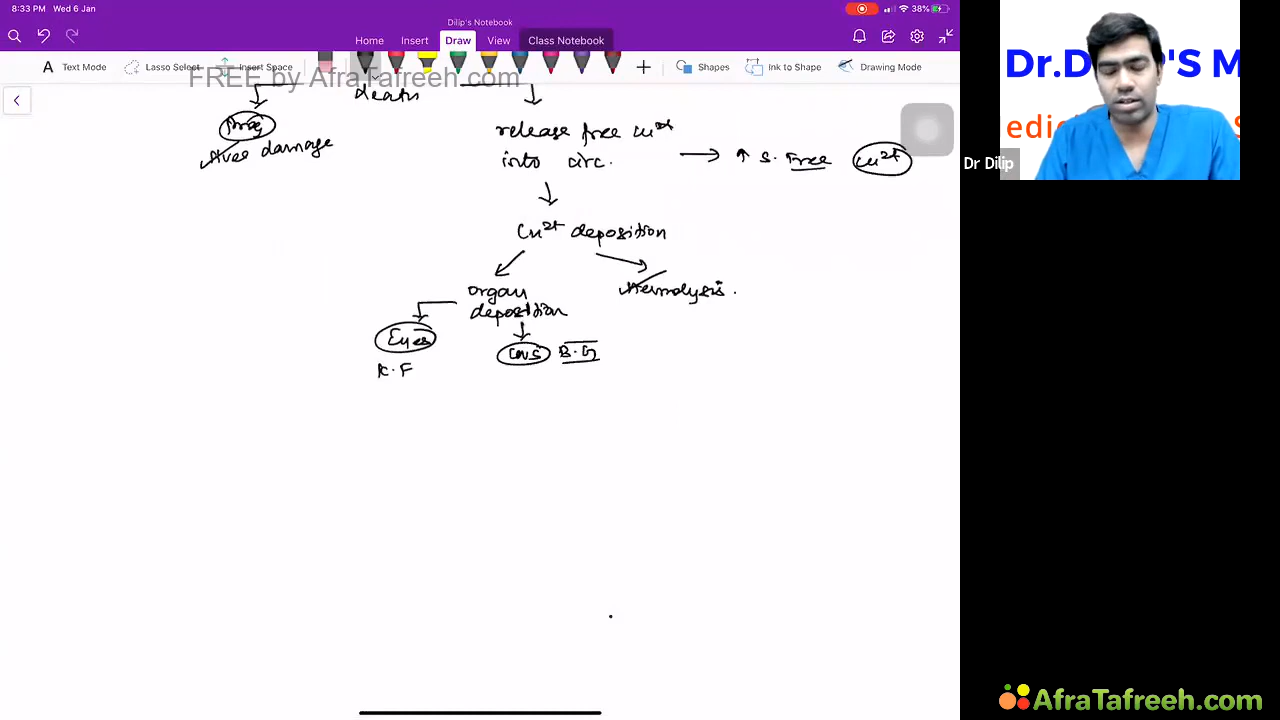 8:33 PM Wed 6 Jan
38%
Dilip's Notebook
Home Insert Draw View Class Notebook
A Text Mode Lasso Select Insert Space Shapes Ink to Shape Drawing Mode
FREE by AfraTafreeh.com
death
damage
release free Cu2+
into circ.
↑ S. Free Cu2+
Cu2+ deposition
organ
deposition
Hemolysis.
Eyes
K.F
CNS B.G
Dr.D 'S M
edic
Dr Dilip
AfraTafreeh.com